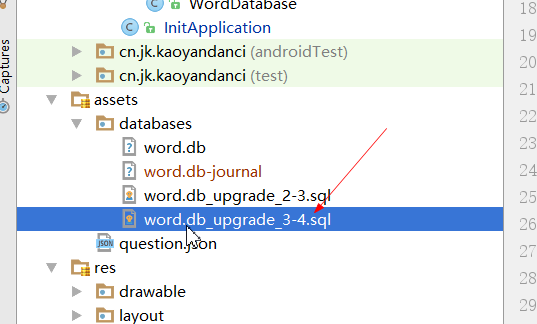 WordDatabase
InitApplication
cn.jk.kaoyandanci (androidTest)
cn.jk.kaoyandanci (test)
assets
databases
word.db
word.db-journal
word.db_upgrade_2-3.sql
word.db_upgrade_3-4.sql
question.json
res
drawable
layout
Captures
18
19
20
21
22
23
24
25
26
27
28
29